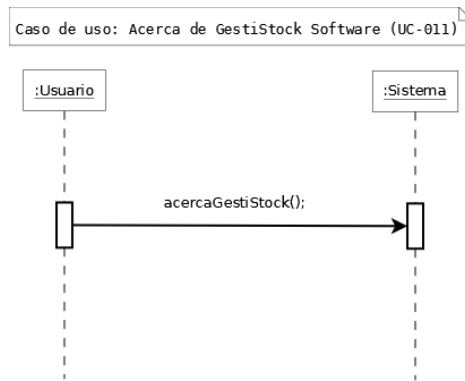 Caso de uso: Acerca de GestiStock Software (UC-011)
:Usuario
:Sistema
acercaGestiStock();